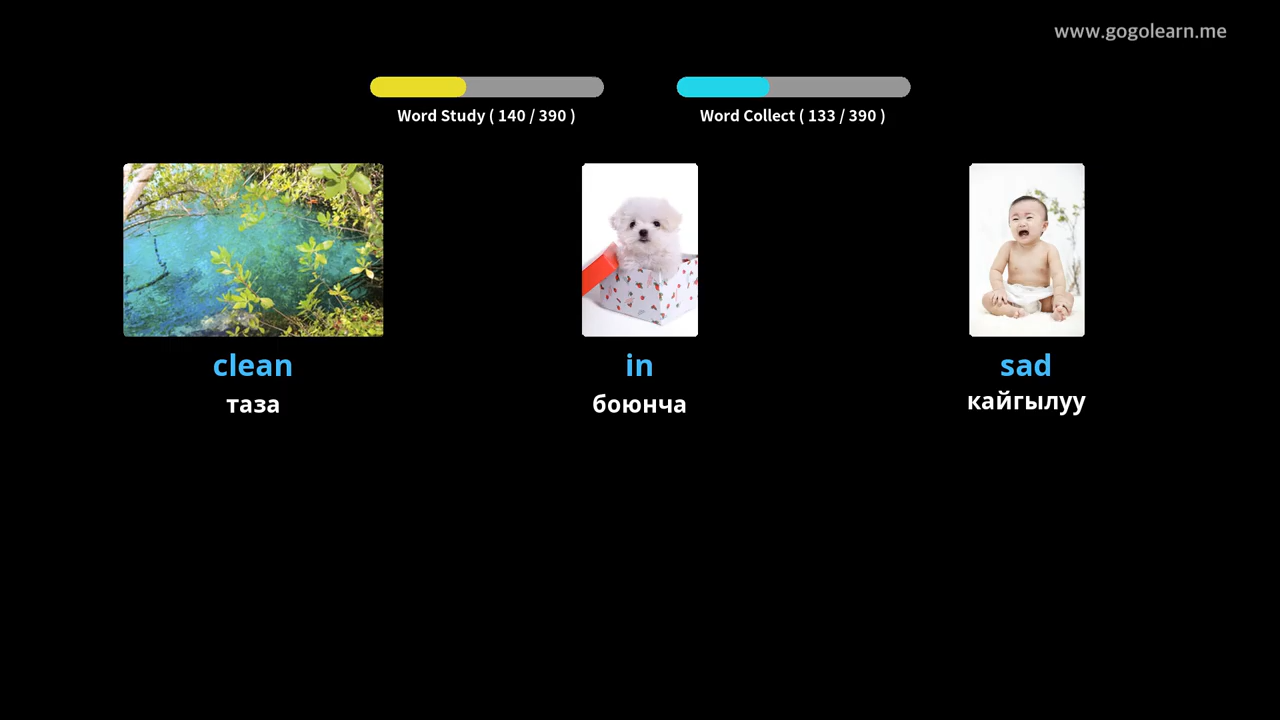 www.gogolearn.me
Word Study ( 140 / 390 )
Word Collect ( 133 / 390 )
clean
таза
in
боюнча
sad
кайгылуу